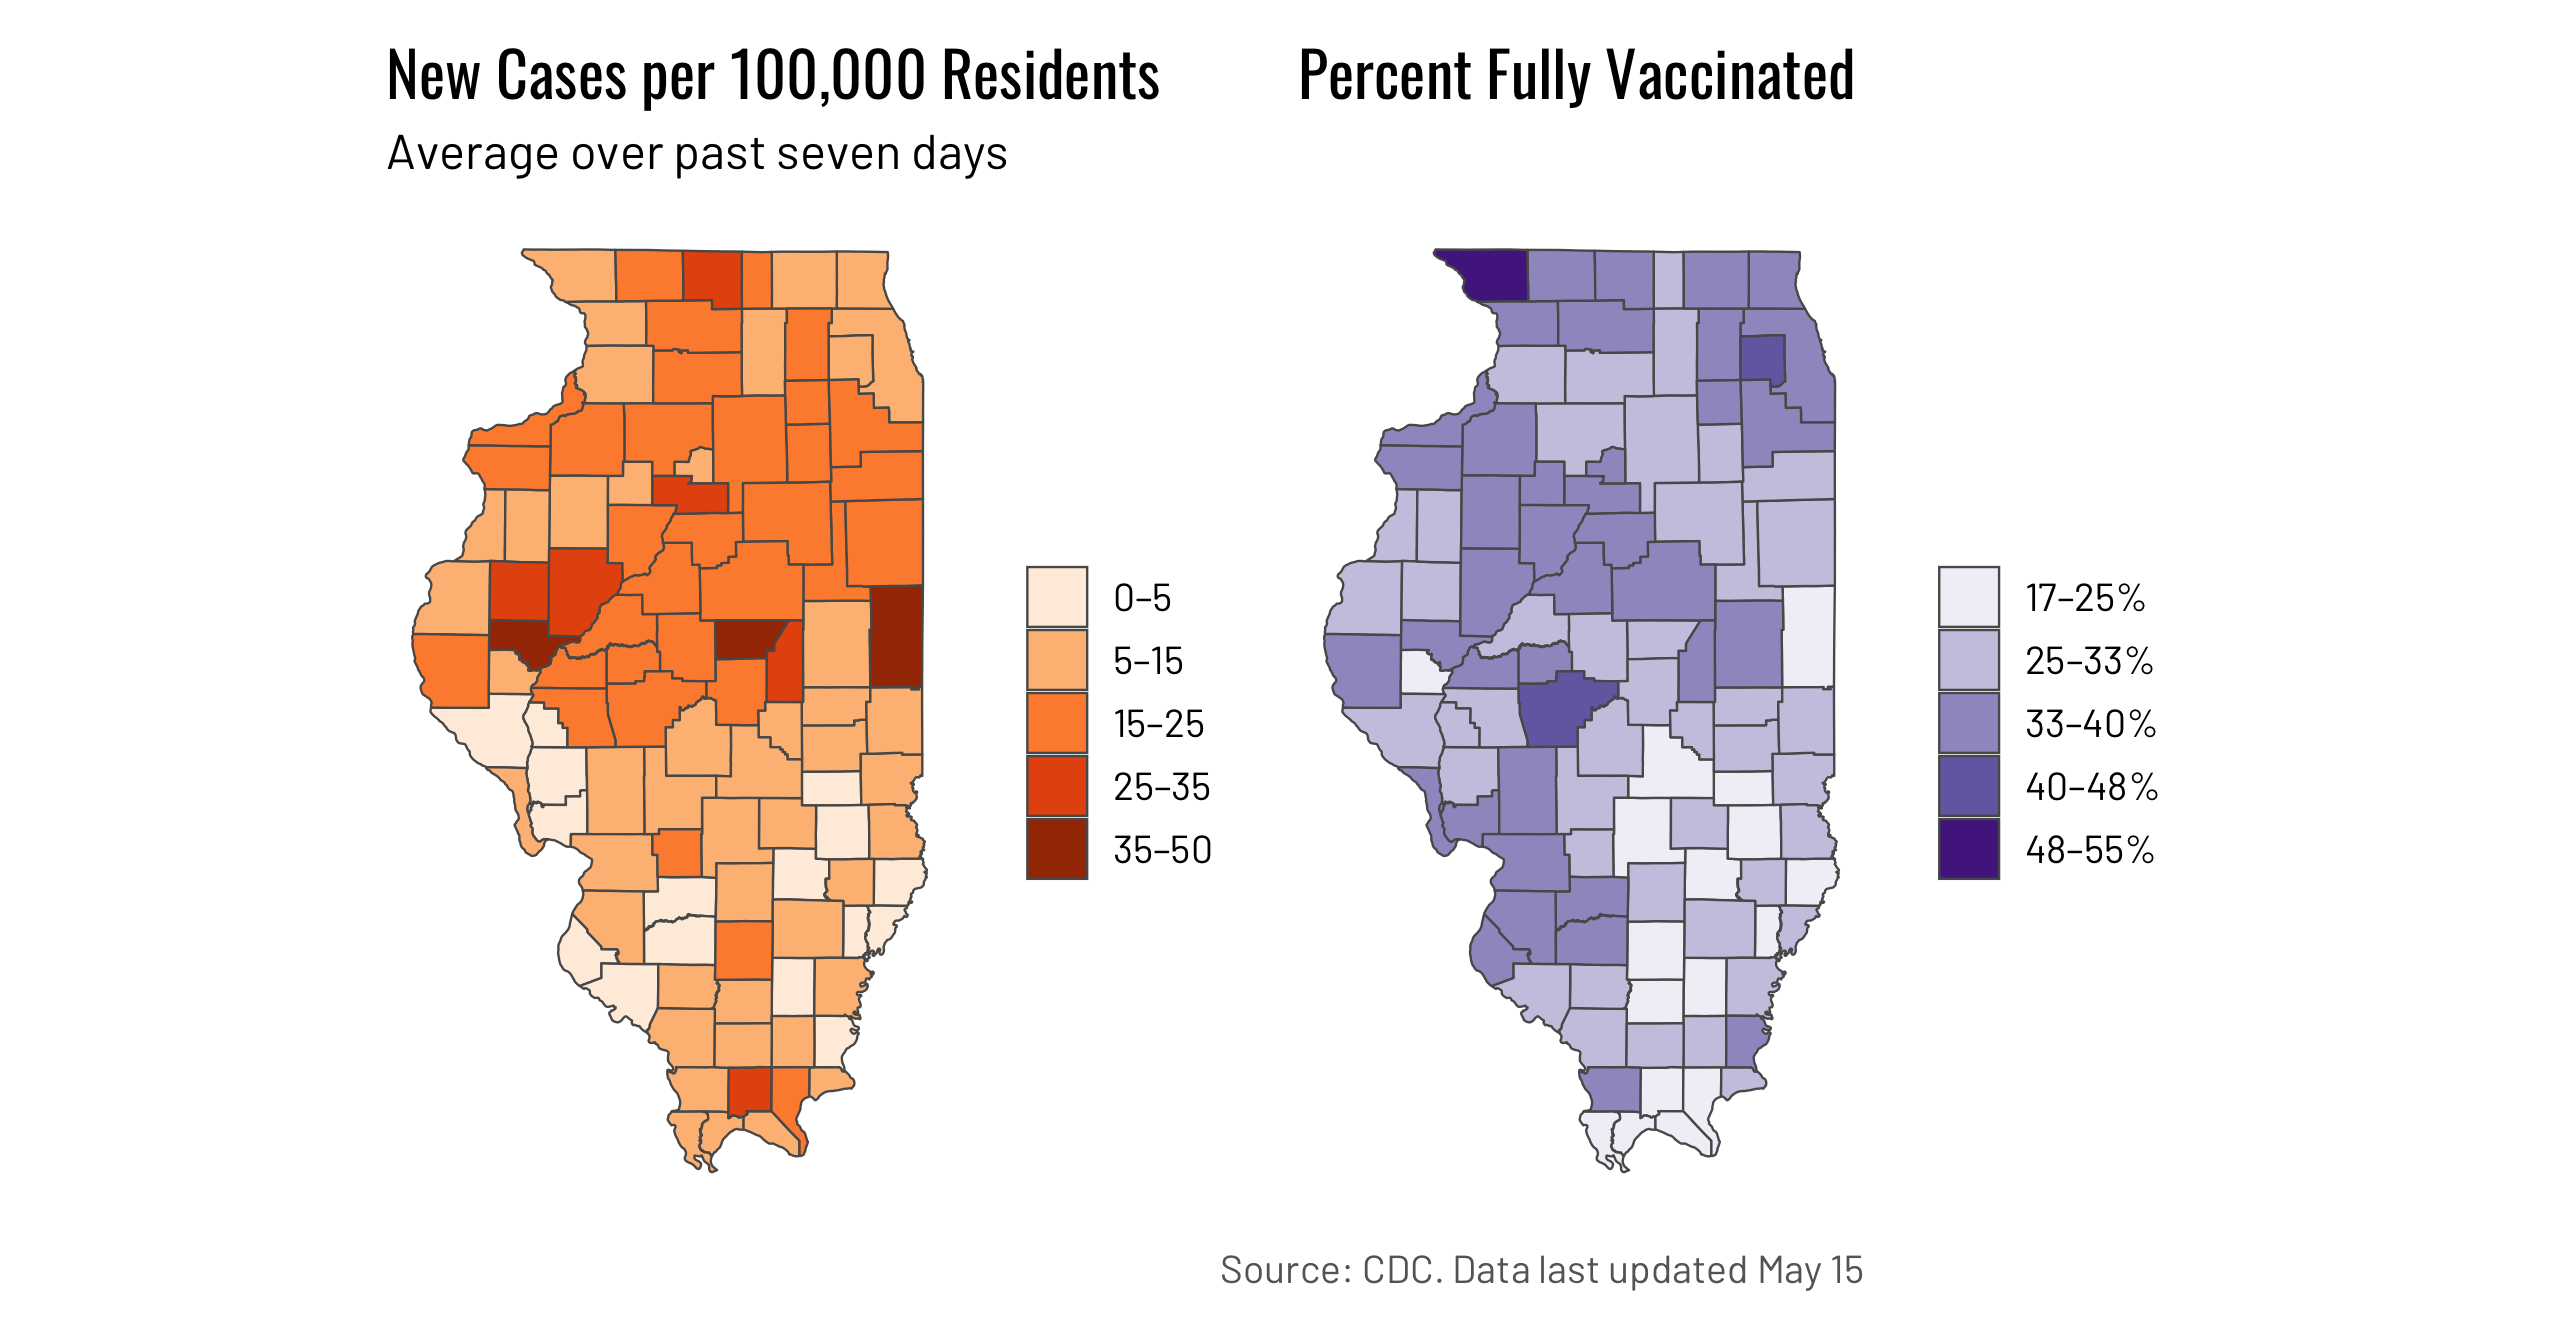 New Cases per 100,000 Residents
Average over past seven days
0–5
5–15
15–25
25–35
35–50
Percent Fully Vaccinated
17–25%
25–33%
33–40%
40–48%
48–55%
Source: CDC. Data last updated May 15